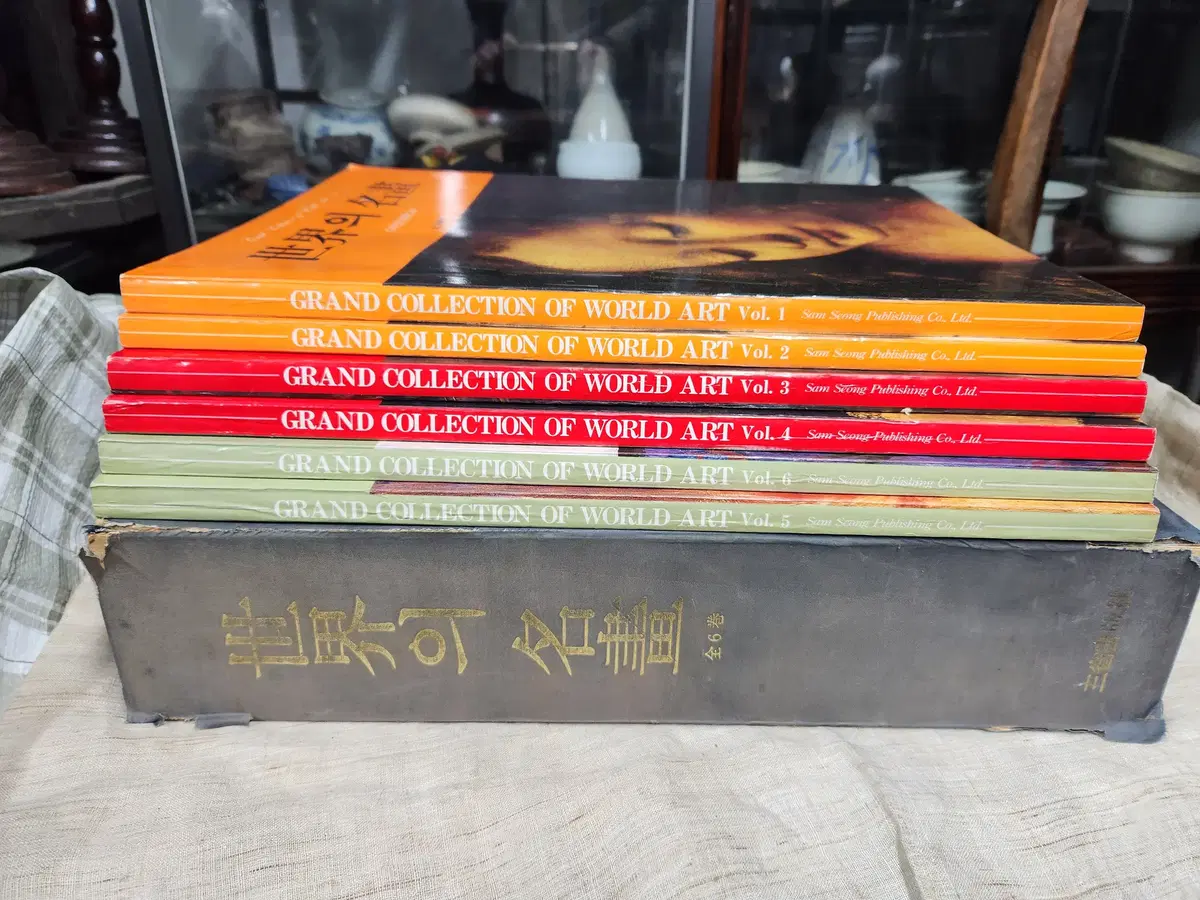 世界의 名畵
GRAND COLLECTION OF WORLD ART Vol. 1 Sam Seong Publishing Co., Ltd.
GRAND COLLECTION OF WORLD ART Vol. 2 Sam Seong Publishing Co., Ltd.
GRAND COLLECTION OF WORLD ART Vol. 3 Sam Seong Publishing Co., Ltd.
GRAND COLLECTION OF WORLD ART Vol. 4 Sam Seong Publishing Co., Ltd.
GRAND COLLECTION OF WORLD ART Vol. 6 Sam Seong Publishing Co., Ltd.
GRAND COLLECTION OF WORLD ART Vol. 5 Sam Seong Publishing Co., Ltd.
世界의 名畵 全6卷